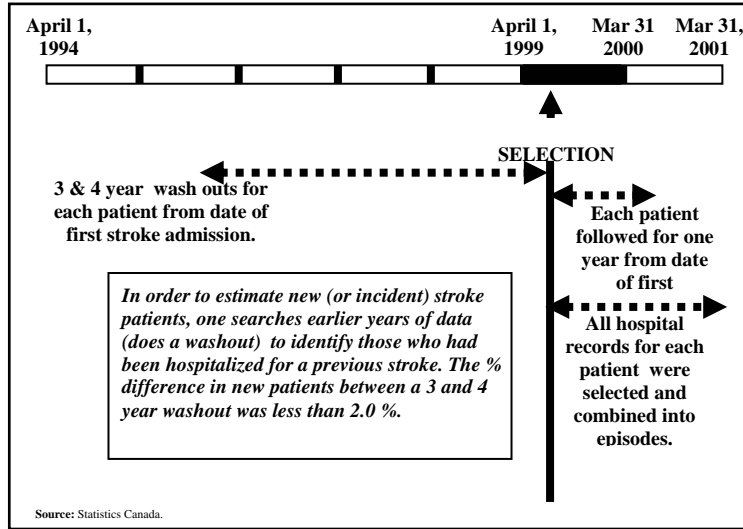 April 1,
1994
April 1,
1999
Mar 31
2000
Mar 31,
2001
SELECTION
3 & 4 year wash outs for
each patient from date of
first stroke admission.
Each patient
followed for one
year from date
of first
In order to estimate new (or incident) stroke
patients, one searches earlier years of data
(does a washout) to identify those who had
been hospitalized for a previous stroke. The %
difference in new patients between a 3 and 4
year washout was less than 2.0 %.
All hospital
records for each
patient were
selected and
combined into
episodes.
Source: Statistics Canada.